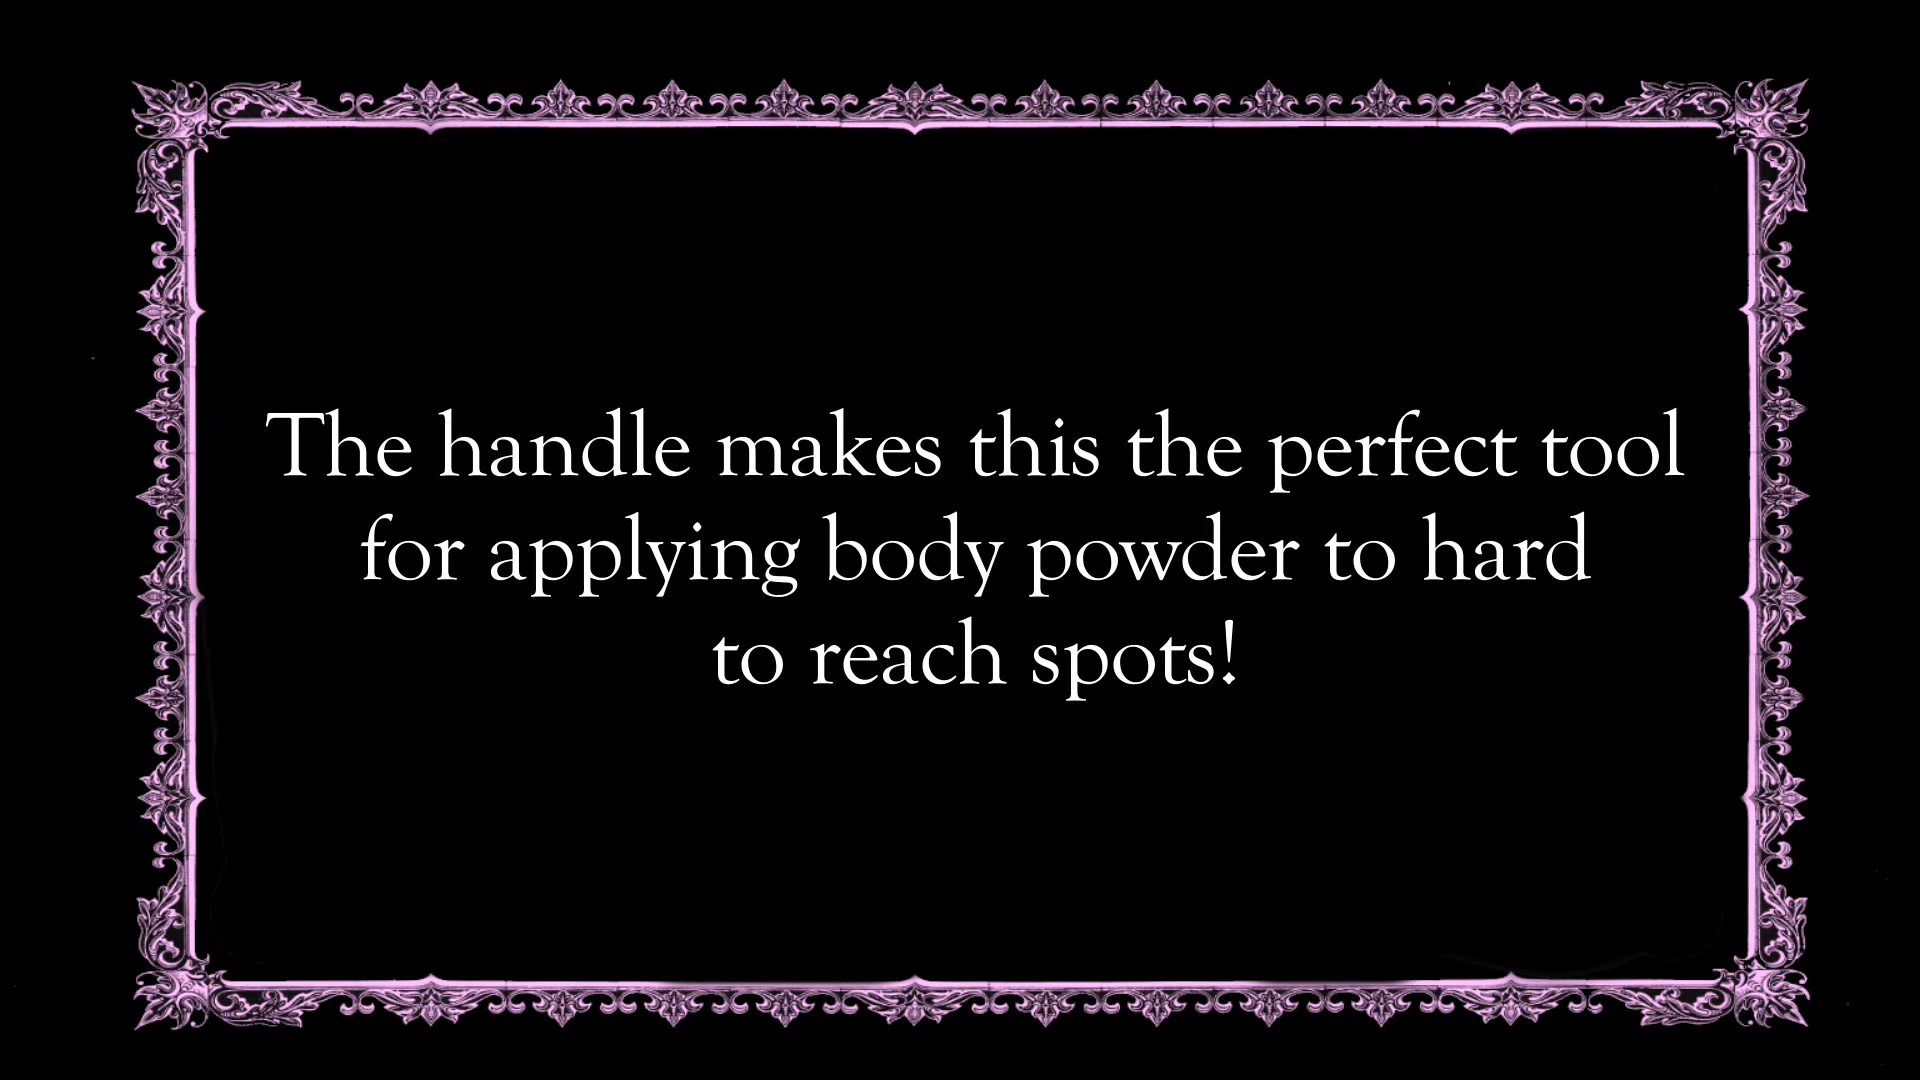 The handle makes this the perfect tool
for applying body powder to hard
to reach spots!